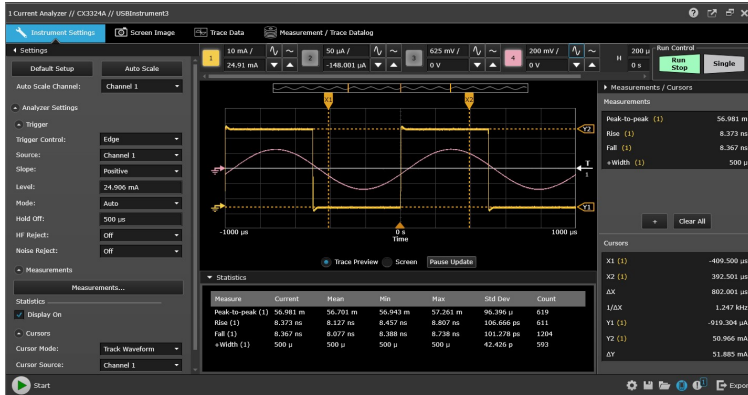 1 Current Analyzer // CX3324A // USBInstrument3
Instrument Settings
Screen Image
Trace Data
Measurement / Trace Datalog
Settings
Default Setup
Auto Scale
Auto Scale Channel:
Channel 1
Analyzer Settings
Trigger
Trigger Control:
Edge
Source:
Channel 1
Slope:
Positive
Level:
24.906 mA
Mode:
Auto
Hold Off:
500 µs
HF Reject:
Off
Noise Reject:
Off
Measurements
Measurements...
Statistics
Display On
Cursors
Cursor Mode:
Track Waveform
Cursor Source:
Channel 1
Start
1
10 mA /
24.91 mA
2
50 µA /
-148.001 µA
3
625 mV /
0 V
4
200 mV /
0 V
H
200 µ
0 s
Run Control
Run
Stop
Single
X1
X2
Y2
T
1
Y1
-1000 µs
0 s
Time
1000 µs
Trace Preview
Screen
Pause Update
Statistics
Measure Current Mean Min Max Std Dev Count
Peak-to-peak (1) 56.981 m 56.701 m 56.943 m 57.261 m 96.396 µ 619
Rise (1) 8.373 ns 8.127 ns 8.457 ns 8.807 ns 106.666 ps 611
Fall (1) 8.367 ns 8.077 ns 8.388 ns 8.738 ns 101.278 ps 1204
+Width (1) 500 µ 500 µ 500 µ 500 µ 42.426 p 593
Measurements / Cursors
Measurements
Peak-to-peak (1) 56.981 m
Rise (1) 8.373 ns
Fall (1) 8.367 ns
+Width (1) 500 µ
+
Clear All
Cursors
X1 (1) -409.500 µs
X2 (1) 392.501 µs
ΔX 802.001 µs
1/ΔX 1.247 kHz
Y1 (1) -919.304 µA
Y2 (1) 50.966 mA
ΔY 51.885 mA
Expor